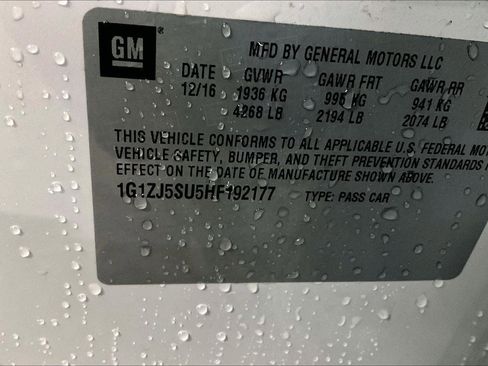 GM
MFD BY GENERAL MOTORS LLC
DATE GVWR GAWR FRT GAWR RR
12/16 1936 KG 995 KG 941 KG
4268 LB 2194 LB 2074 LB
THIS VEHICLE CONFORMS TO ALL APPLICABLE U.S. FEDERAL MO
VEHICLE SAFETY, BUMPER, AND THEFT PREVENTION STANDARDS
EFFECT ON THE DATE OF MANUFACTURE SHOWN ABOVE.
1G1ZJ5SU5HF192177 TYPE: PASS CAR